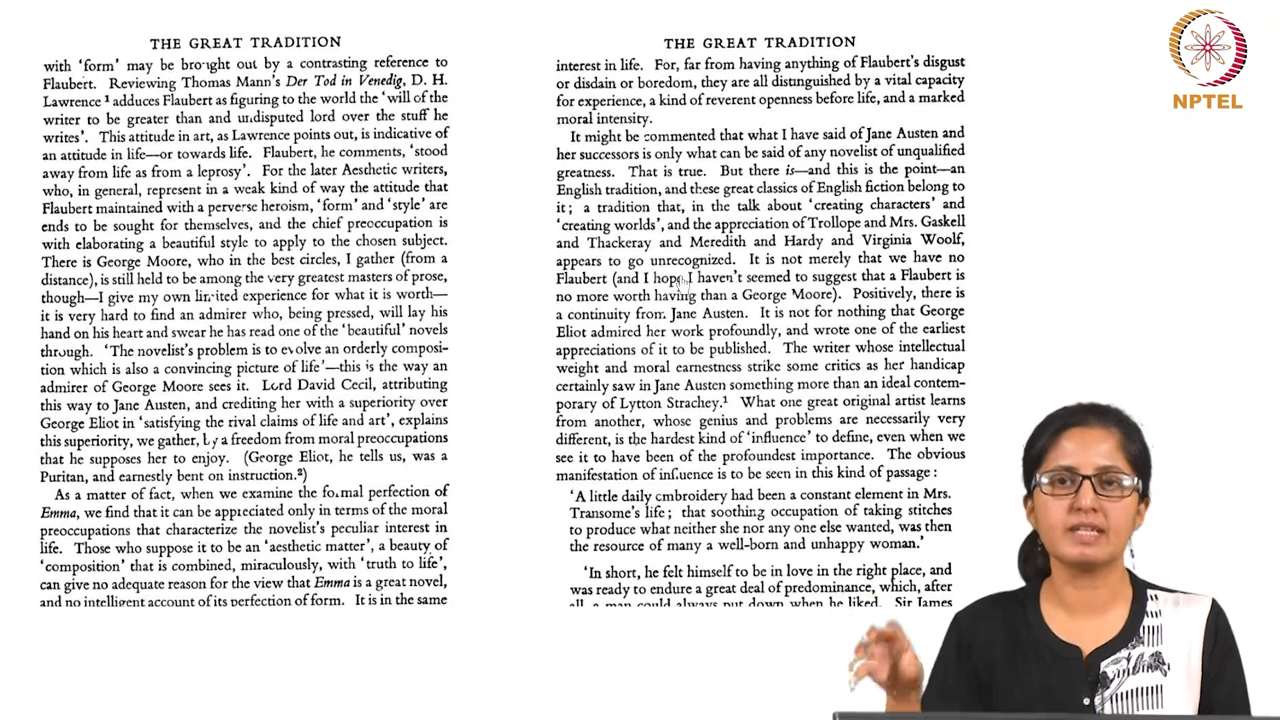 THE GREAT TRADITION
with 'form' may be brought out by a contrasting reference to
Flaubert. Reviewing Thomas Mann's Der Tod in Venedig, D. H.
Lawrence ¹ adduces Flaubert as figuring to the world the 'will of the
writer to be greater than and undisputed lord over the stuff he
writes'. This attitude in art, as Lawrence points out, is indicative of
an attitude in life—or towards life. Flaubert, he comments, 'stood
away from life as from a leprosy'. For the later Aesthetic writers,
who, in general, represent in a weak kind of way the attitude that
Flaubert maintained with a perverse heroism, 'form' and 'style' are
ends to be sought for themselves, and the chief preoccupation is
with elaborating a beautiful style to apply to the chosen subject.
There is George Moore, who in the best circles, I gather (from a
distance), is still held to be among the very greatest masters of prose,
though—I give my own limited experience for what it is worth—
it is very hard to find an admirer who, being pressed, will lay his
hand on his heart and swear he has read one of the 'beautiful' novels
through. 'The novelist's problem is to evolve an orderly composi-
tion which is also a convincing picture of life'—this is the way an
admirer of George Moore sees it. Lord David Cecil, attributing
this way to Jane Austen, and crediting her with a superiority over
George Eliot in 'satisfying the rival claims of life and art', explains
this superiority, we gather, by a freedom from moral preoccupations
that he supposes her to enjoy. (George Eliot, he tells us, was a
Puritan, and earnestly bent on instruction.²)
As a matter of fact, when we examine the formal perfection of
Emma, we find that it can be appreciated only in terms of the moral
preoccupations that characterize the novelist's peculiar interest in
life. Those who suppose it to be an 'aesthetic matter', a beauty of
'composition' that is combined, miraculously, with 'truth to life',
can give no adequate reason for the view that Emma is a great novel,
and no intelligent account of its perfection of form. It is in the same
THE GREAT TRADITION
interest in life. For, far from having anything of Flaubert's disgust
or disdain or boredom, they are all distinguished by a vital capacity
for experience, a kind of reverent openness before life, and a marked
moral intensity.
It might be commented that what I have said of Jane Austen and
her successors is only what can be said of any novelist of unqualified
greatness. That is true. But there is—and this is the point—an
English tradition, and these great classics of English fiction belong to
it; a tradition that, in the talk about 'creating characters' and
'creating worlds', and the appreciation of Trollope and Mrs. Gaskell
and Thackeray and Meredith and Hardy and Virginia Woolf,
appears to go unrecognized. It is not merely that we have no
Flaubert (and I hope I haven't seemed to suggest that a Flaubert is
no more worth having than a George Moore). Positively, there is
a continuity from Jane Austen. It is not for nothing that George
Eliot admired her work profoundly, and wrote one of the earliest
appreciations of it to be published. The writer whose intellectual
weight and moral earnestness strike some critics as her handicap
certainly saw in Jane Austen something more than an ideal contem-
porary of Lytton Strachey.¹ What one great original artist learns
from another, whose genius and problems are necessarily very
different, is the hardest kind of 'influence' to define, even when we
see it to have been of the profoundest importance. The obvious
manifestation of influence is to be seen in this kind of passage:
'A little daily embroidery had been a constant element in Mrs.
Transome's life; that soothing occupation of taking stitches
to produce what neither she nor any one else wanted, was then
the resource of many a well-born and unhappy woman.'
'In short, he felt himself to be in love in the right place, and
was ready to endure a great deal of predominance, which, after
all, a man could always put down when he liked. Sir James
NPTEL